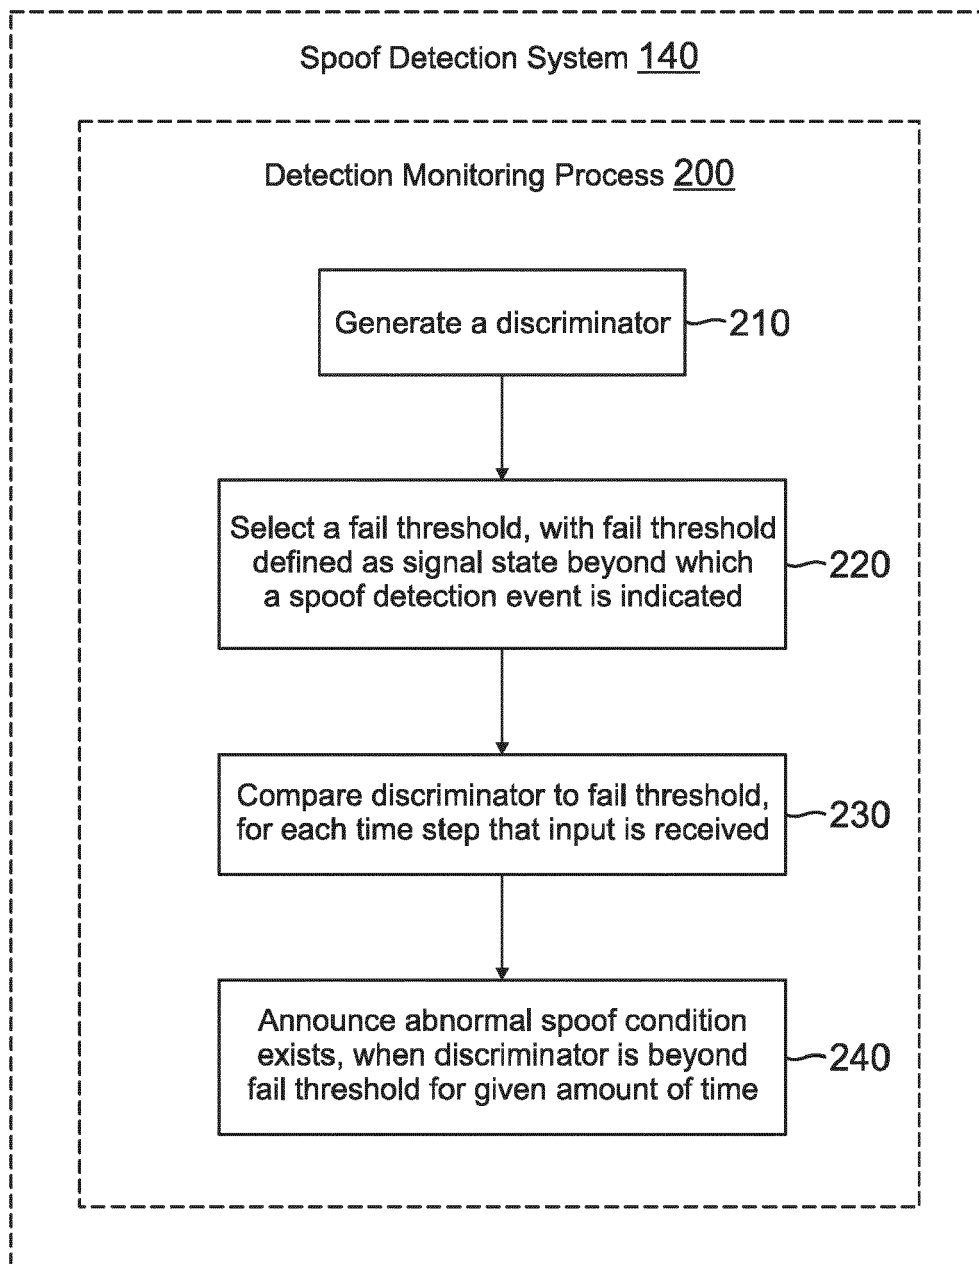 Spoof Detection System 140
Detection Monitoring Process 200
Generate a discriminator
210
Select a fail threshold, with fail threshold
defined as signal state beyond which
a spoof detection event is indicated
220
Compare discriminator to fail threshold,
for each time step that input is received
230
Announce abnormal spoof condition
exists, when discriminator is beyond
fail threshold for given amount of time
240